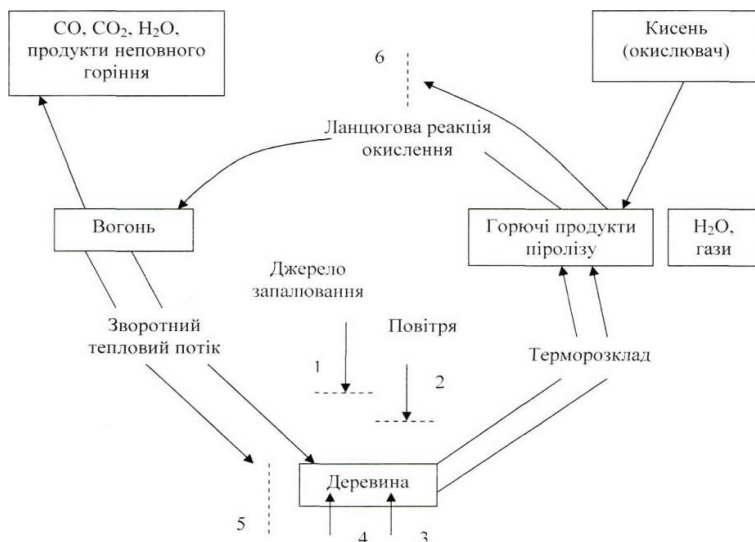 CO, CO₂, H₂O,
продукти неповного
горіння
Кисень
(окислювач)
6
Ланцюгова реакція
окислення
Вогонь
Горючі продукти
піролізу
H₂O,
гази
Джерело
запалювання
Зворотний
тепловий потік
Повітря
Терморозклад
1
2
Деревина
5
4
3